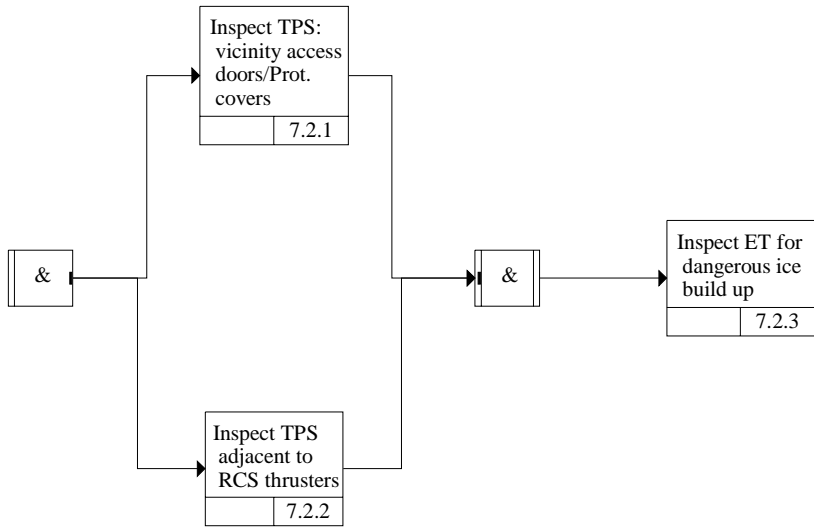 Inspect TPS:
vicinity access
doors/Prot.
covers
7.2.1
&
&
Inspect ET for
dangerous ice
build up
7.2.3
Inspect TPS
adjacent to
RCS thrusters
7.2.2